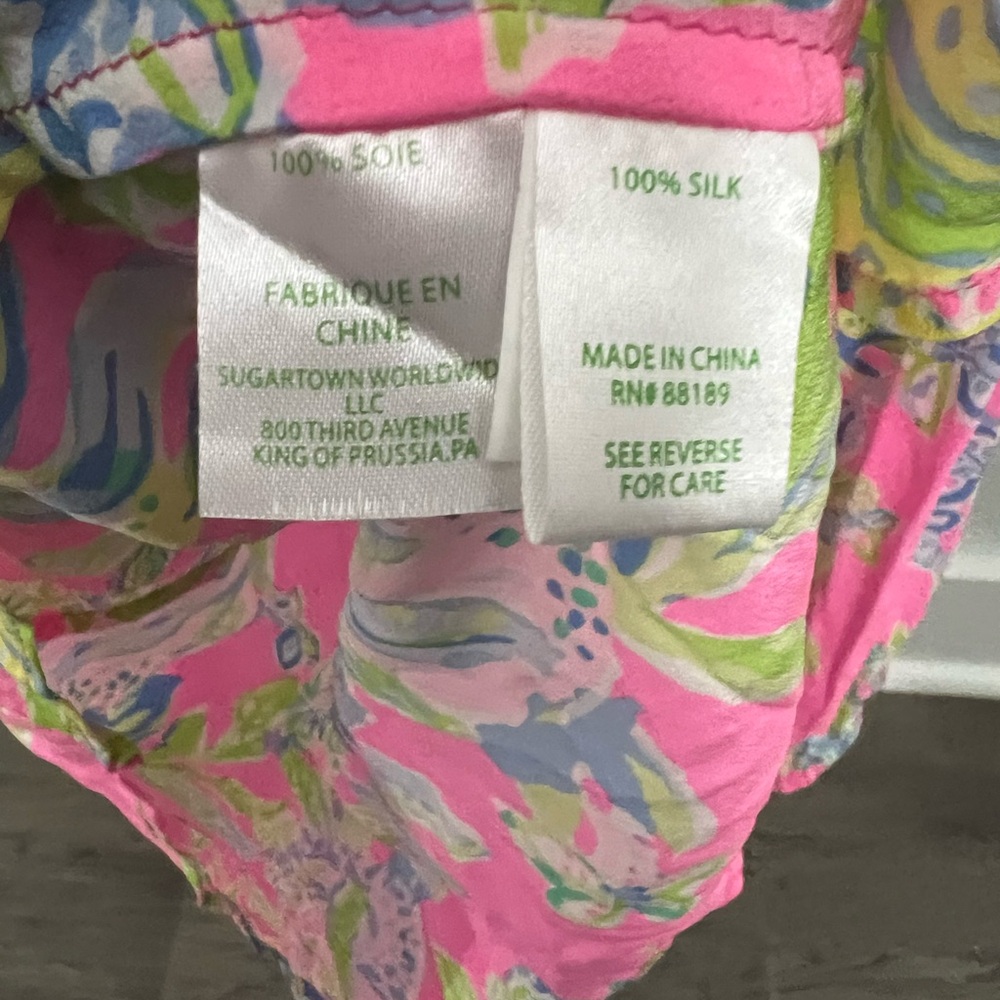 100% SOIE
FABRIQUE EN
CHINE
SUGARTOWN WORLDWID
LLC
800 THIRD AVENUE
KING OF PRUSSIA,PA
100% SILK
MADE IN CHINA
RN# 88189
SEE REVERSE
FOR CARE